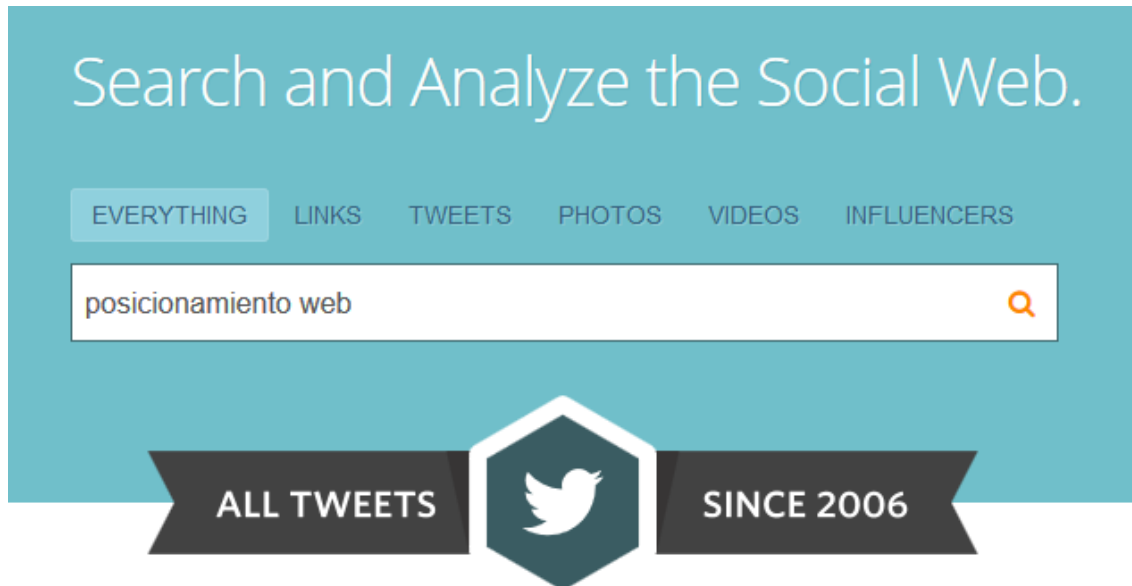 Search and Analyze the Social Web.
EVERYTHING LINKS TWEETS PHOTOS VIDEOS INFLUENCERS
posicionamiento web
ALL TWEETS SINCE 2006